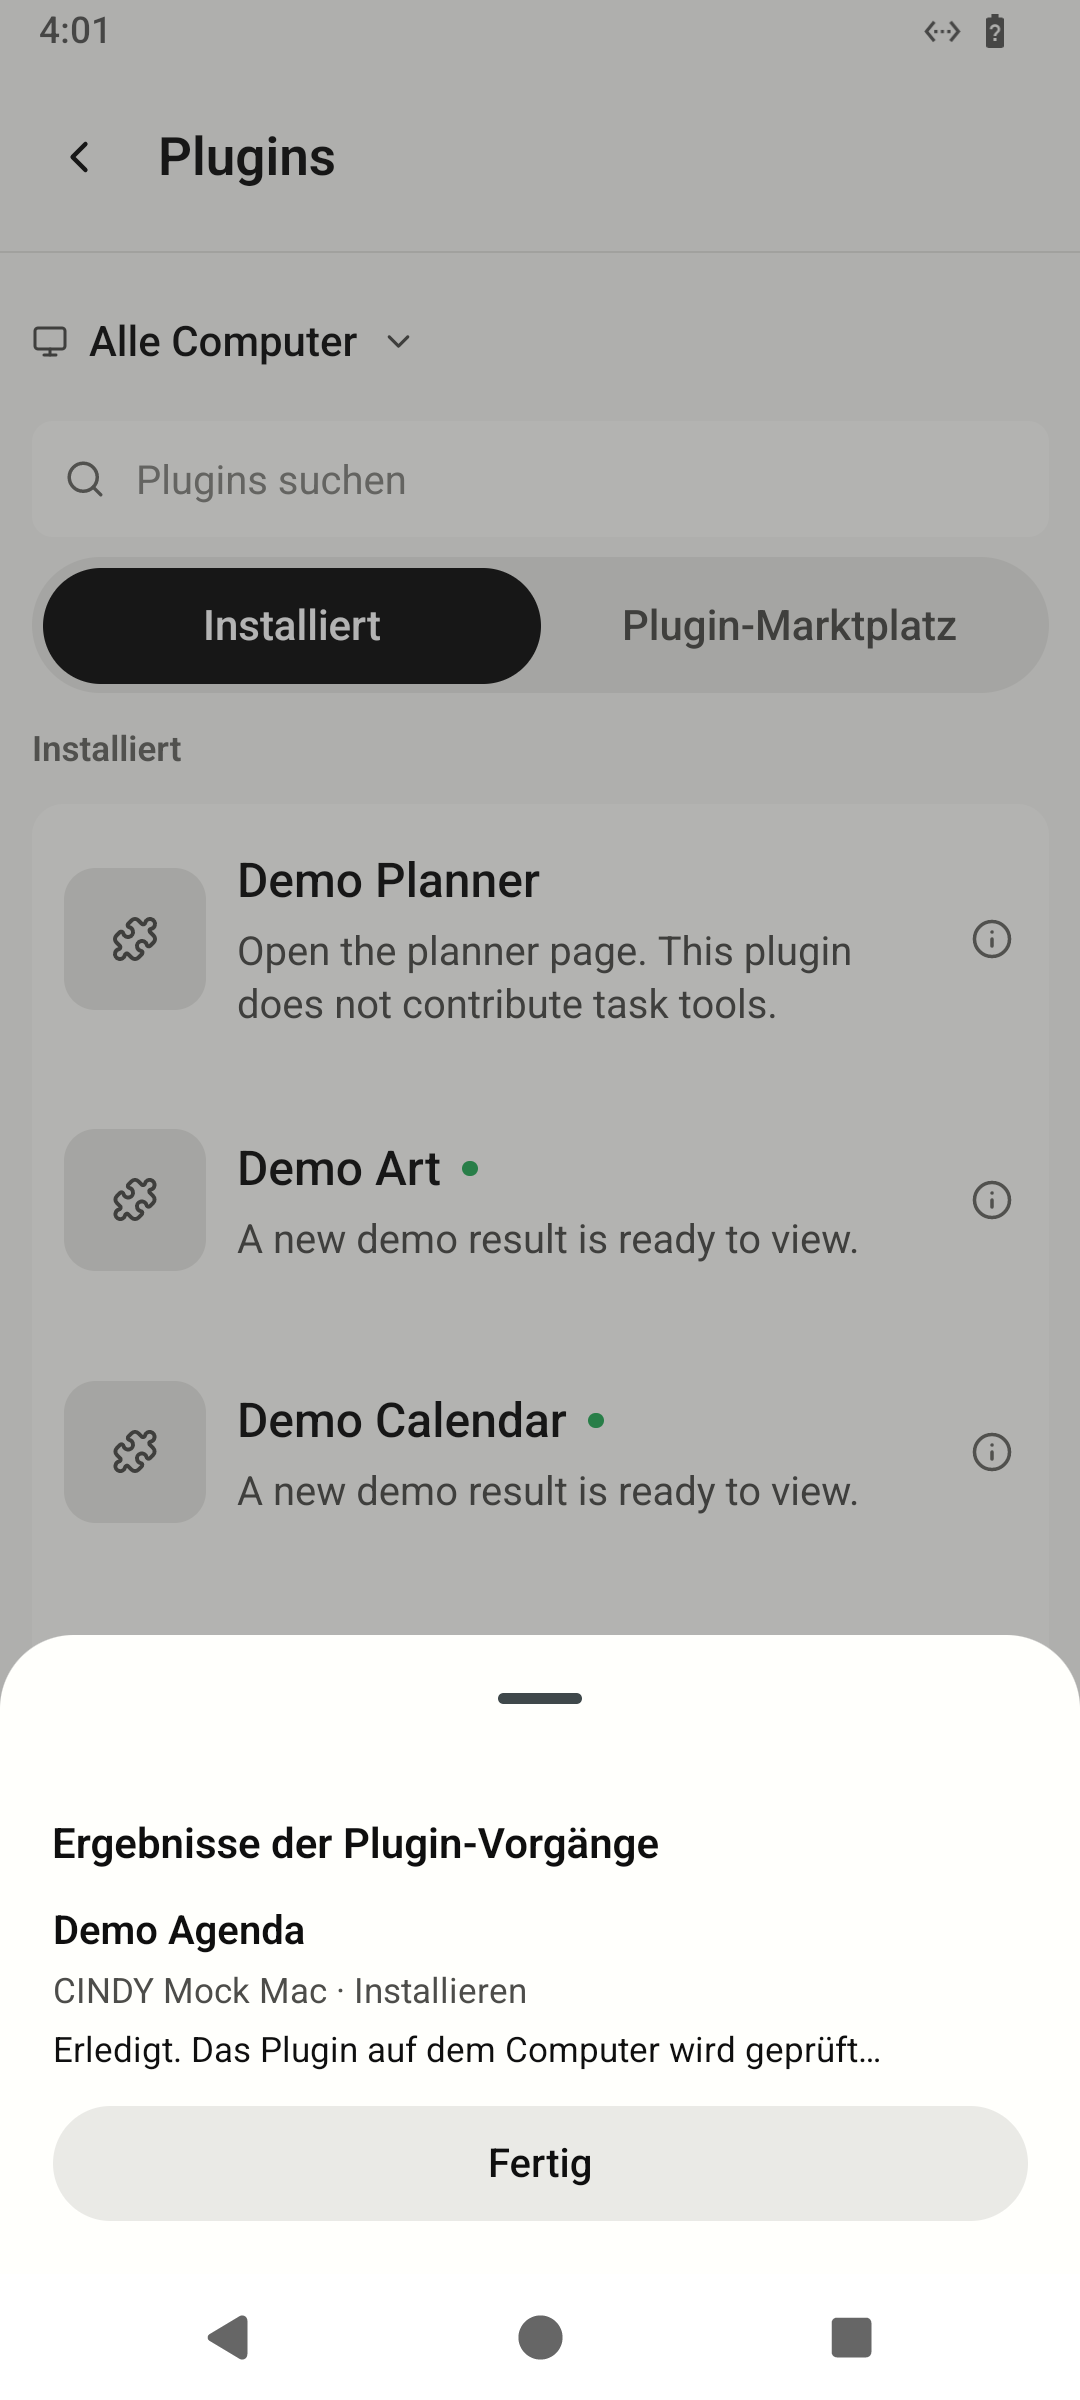 4:01
Plugins
Alle Computer
Plugins suchen
Installiert
Plugin-Marktplatz
Installiert
Demo Planner
Open the planner page. This plugin
does not contribute task tools.
Demo Art
A new demo result is ready to view.
Demo Calendar
A new demo result is ready to view.
Ergebnisse der Plugin-Vorgänge
Demo Agenda
CINDY Mock Mac · Installieren
Erledigt. Das Plugin auf dem Computer wird geprüft…
Fertig